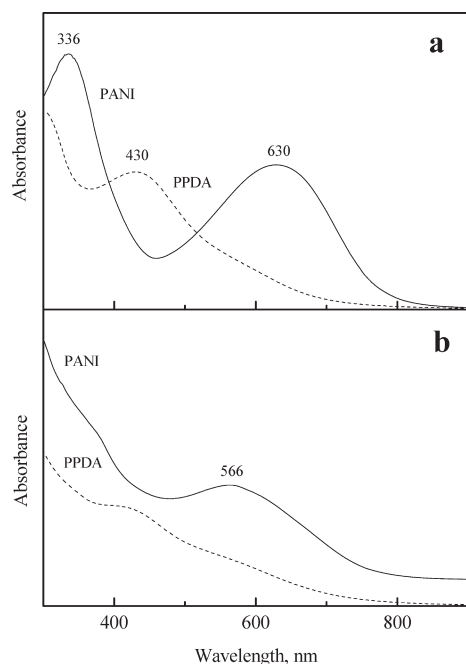 336
a
PANI
430
PPDA
630
Absorbance
b
PANI
PPDA
566
Absorbance
400
600
800
Wavelength, nm